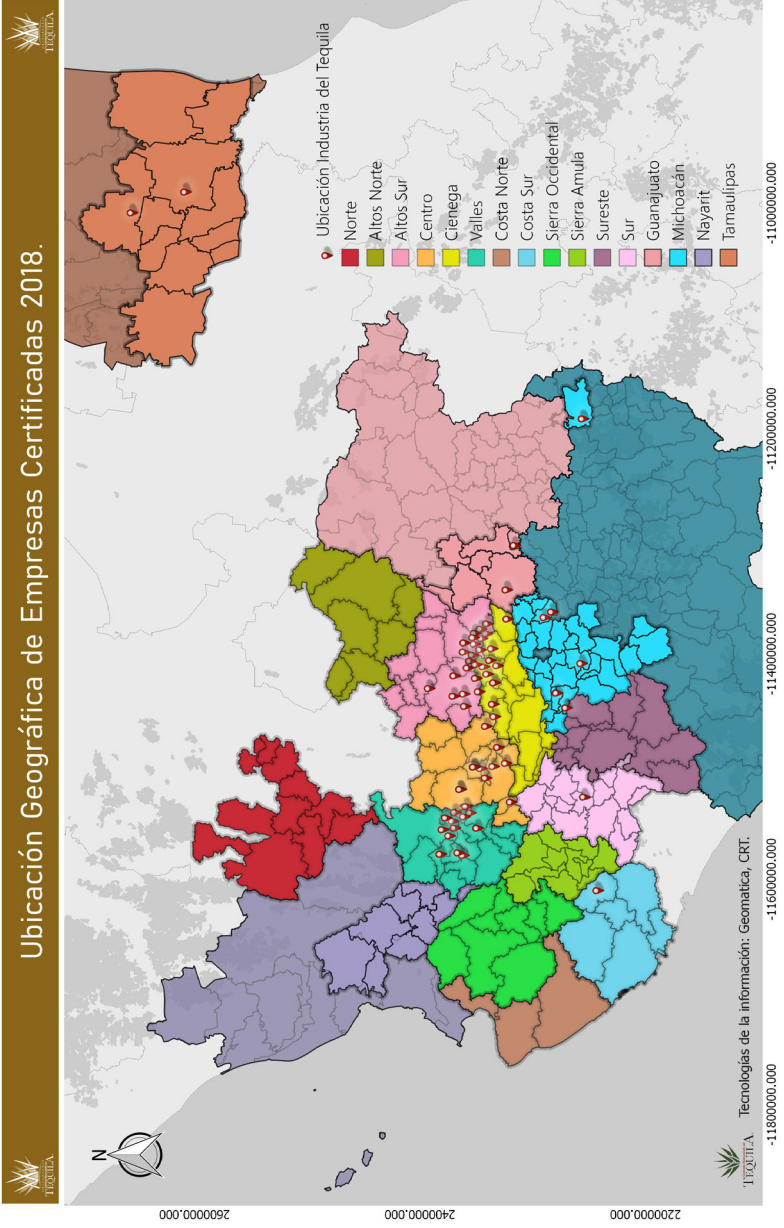 TEQUILA
Ubicación Geográfica de Empresas Certificadas 2018.
TEQUILA
N
Ubicación Industria del Tequila
Norte
Altos Norte
Altos Sur
Centro
Cienega
Valles
Costa Norte
Costa Sur
Sierra Occidental
Sierra Amula
Sureste
Sur
Guanajuato
Michoacán
Nayarit
Tamaulipas
2600000.000
2400000.000
2200000.000
TEQUILA
Tecnologías de la información: Geomatica, CRT.
-11800000.000
-11600000.000
-11400000.000
-11200000.000
-11000000.000